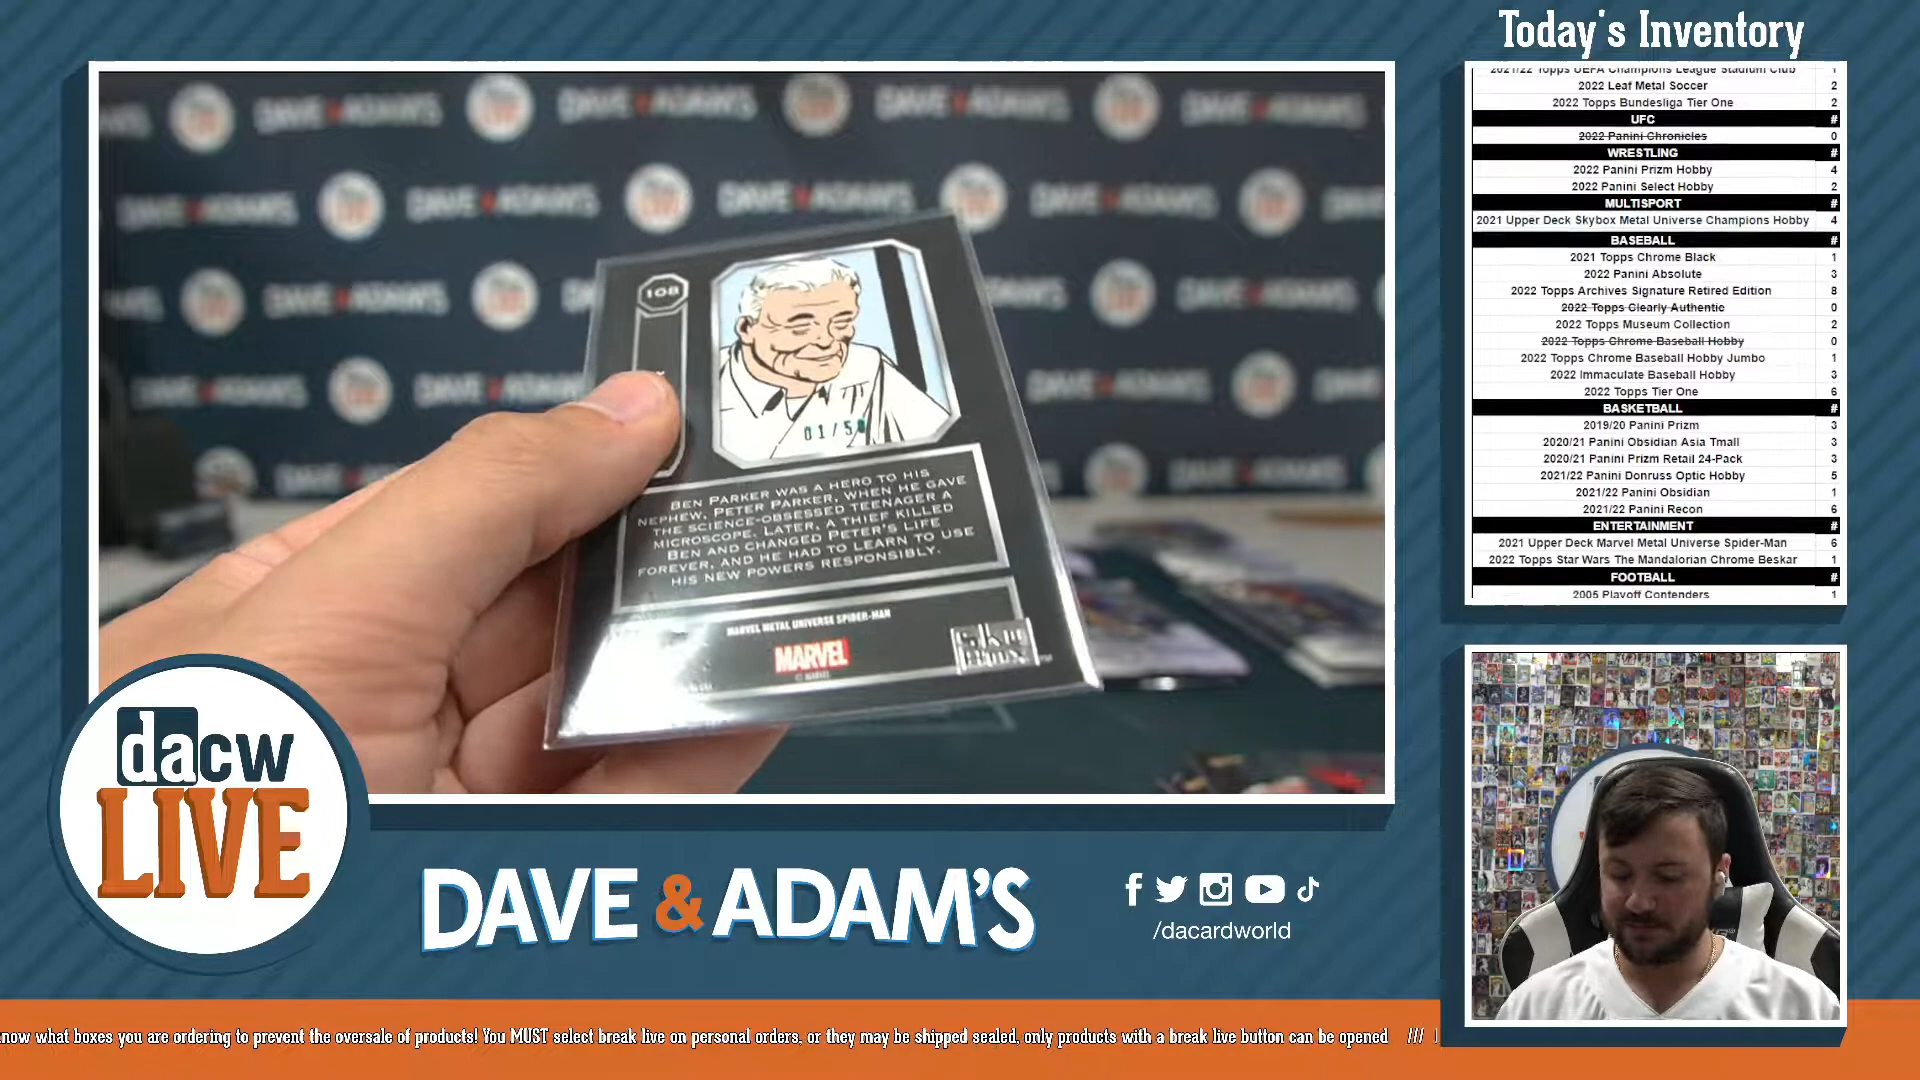 Today's Inventory
2021/22 Topps UEFA Champions League Stadium Club 1
2022 Leaf Metal Soccer 2
2022 Topps Bundesliga Tier One 2
UFC #
2022 Panini Chronicles 0
WRESTLING #
2022 Panini Prizm Hobby 4
2022 Panini Select Hobby 2
MULTISPORT #
2021 Upper Deck Skybox Metal Universe Champions Hobby 4
BASEBALL #
2021 Topps Chrome Black 1
2022 Panini Absolute 3
2022 Topps Archives Signature Retired Edition 8
2022 Topps Clearly Authentic 0
2022 Topps Museum Collection 2
2022 Topps Chrome Baseball Hobby 0
2022 Topps Chrome Baseball Hobby Jumbo 1
2022 Immaculate Baseball Hobby 3
2022 Topps Tier One 6
BASKETBALL #
2019/20 Panini Prizm 3
2020/21 Panini Obsidian Asia Tmall 3
2020/21 Panini Prizm Retail 24-Pack 3
2021/22 Panini Donruss Optic Hobby 5
2021/22 Panini Obsidian 1
2021/22 Panini Recon 6
ENTERTAINMENT #
2021 Upper Deck Marvel Metal Universe Spider-Man 6
2022 Topps Star Wars The Mandalorian Chrome Beskar 1
FOOTBALL #
2005 Playoff Contenders 1
DAVE & ADAM'S
108
01/50
BEN PARKER WAS A HERO TO HIS
NEPHEW, PETER PARKER, WHEN HE GAVE
THE SCIENCE-OBSESSED TEENAGER A
MICROSCOPE. LATER, A THIEF KILLED
BEN AND CHANGED PETER'S LIFE
FOREVER, AND HE HAD TO LEARN TO USE
HIS NEW POWERS RESPONSIBLY.
MARVEL METAL UNIVERSE SPIDER-MAN
MARVEL
SKYBOX
dacw
LIVE
DAVE & ADAM'S
/dacardworld
now what boxes you are ordering to prevent the oversale of products! You MUST select break live on personal orders, or they may be shipped sealed, only products with a break live button can be opened ///